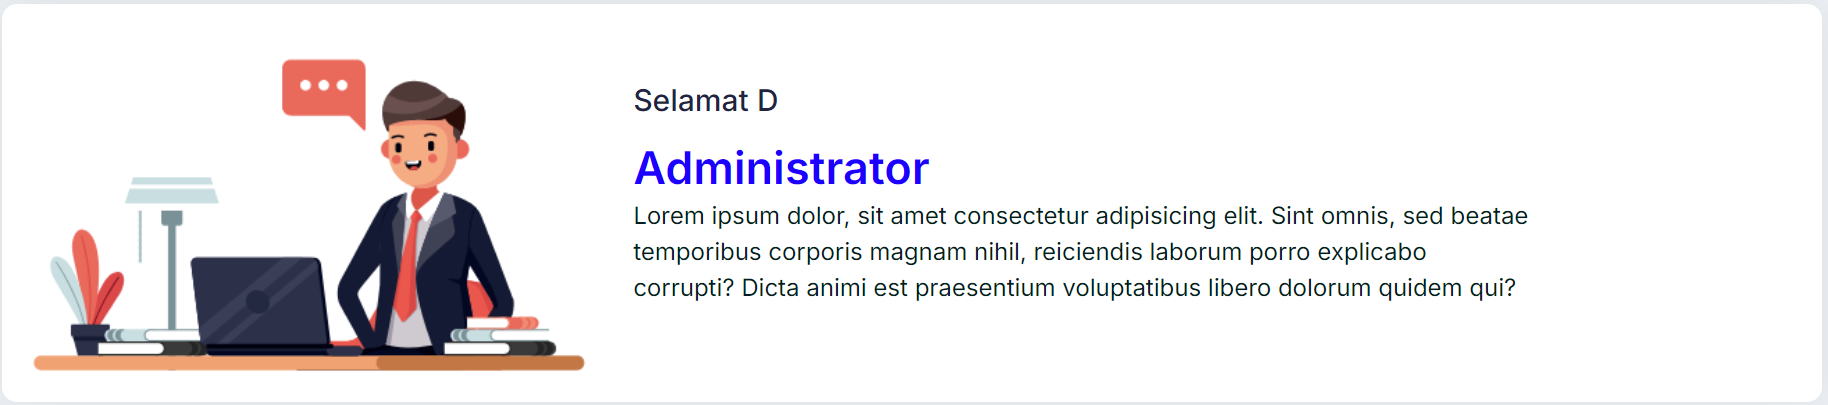 Selamat D
Administrator
Lorem ipsum dolor, sit amet consectetur adipisicing elit. Sint omnis, sed beatae
temporibus corporis magnam nihil, reiciendis laborum porro explicabo
corrupti? Dicta animi est praesentium voluptatibus libero dolorum quidem qui?